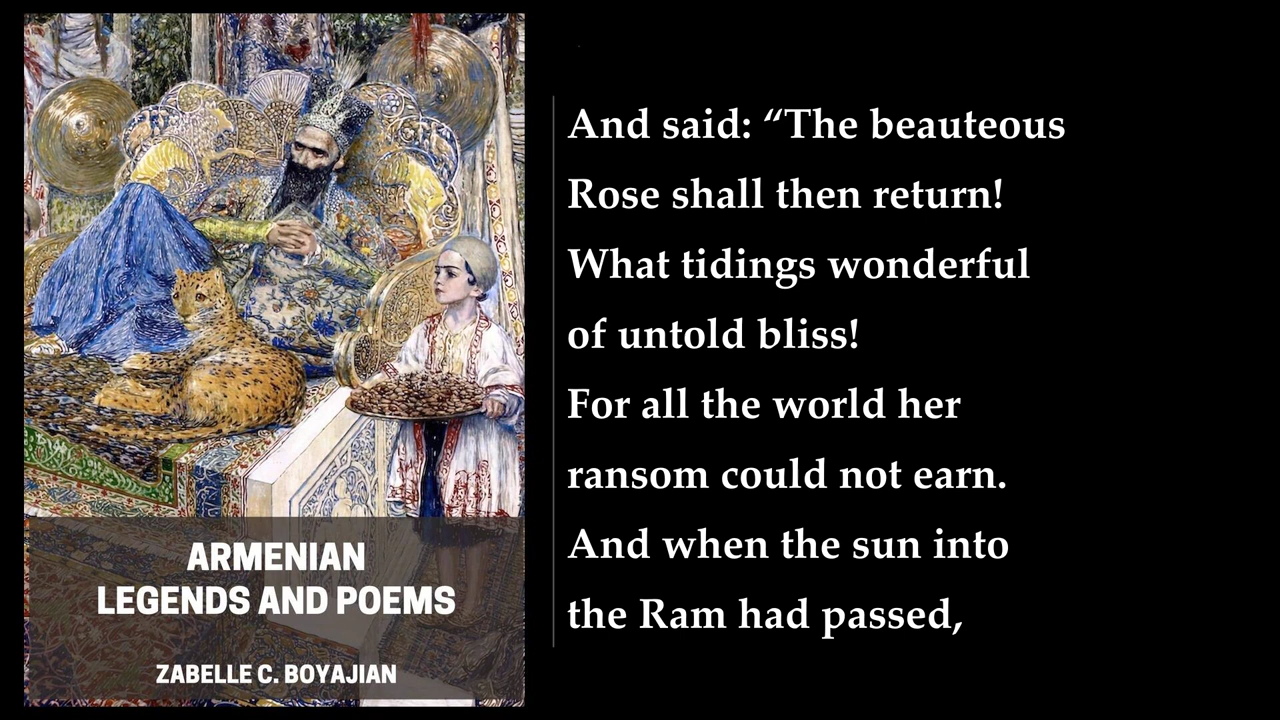 ARMENIAN
LEGENDS AND POEMS
ZABELLE C. BOYAJIAN
And said: “The beauteous
Rose shall then return!
What tidings wonderful
of untold bliss!
For all the world her
ransom could not earn.
And when the sun into
the Ram had passed,